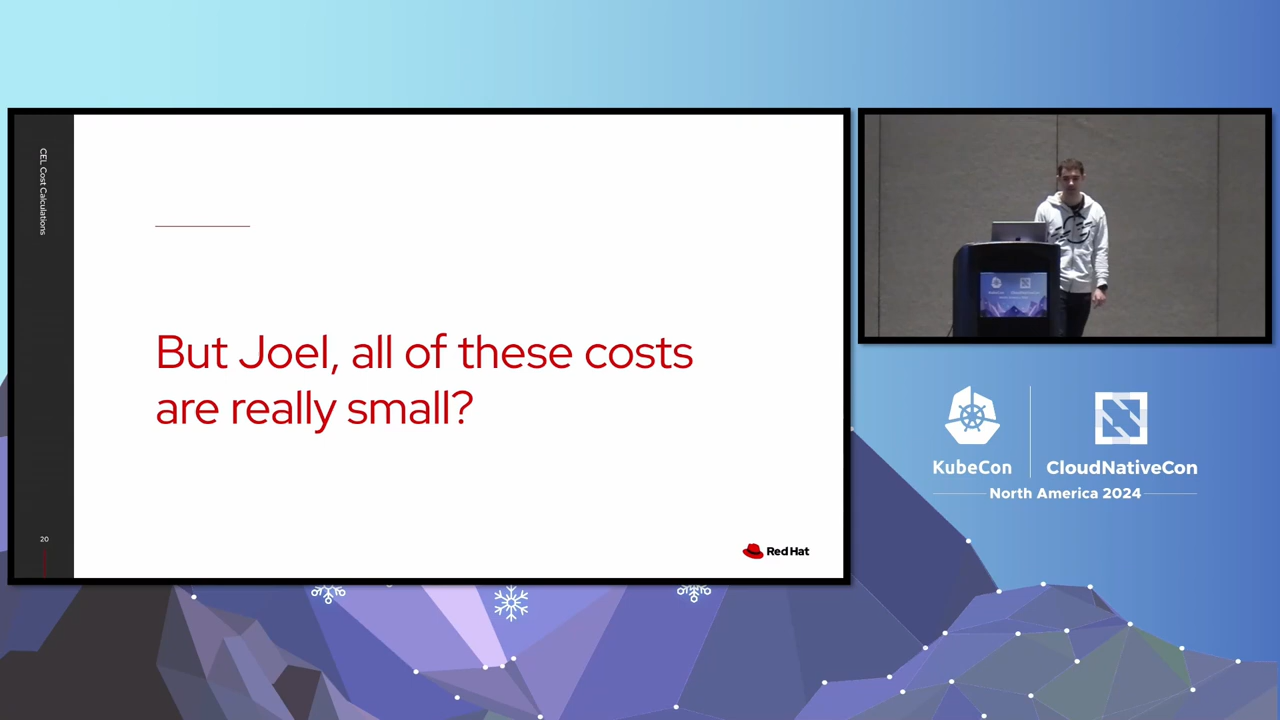 CEL Cost Calculations
But Joel, all of these costs
are really small?
20
Red Hat
KubeCon
CloudNativeCon
North America 2024